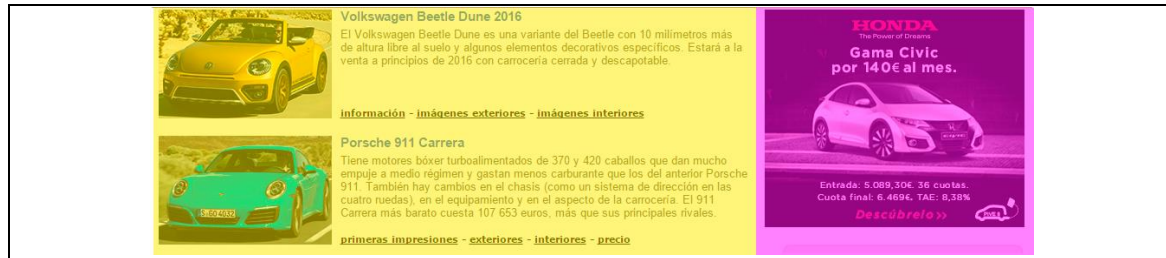 Volkswagen Beetle Dune 2016
El Volkswagen Beetle Dune es una variante del Beetle con 10 milímetros más
de altura libre al suelo y algunos elementos decorativos específicos. Estará a la
venta a principios de 2016 con carrocería cerrada y descapotable.
información - imágenes exteriores - imágenes interiores
Porsche 911 Carrera
Tiene motores bóxer turboalimentados de 370 y 420 caballos que dan mucho
empuje a medio régimen y gastan menos carburante que los del anterior Porsche
911. También hay cambios en el chasis (como un sistema de dirección en las
cuatro ruedas), en el equipamiento y en el aspecto de la carrocería. El 911
Carrera más barato cuesta 107 653 euros, más que sus principales rivales.
primeras impresiones - exteriores - interiores - precio
S·GO 4032
HONDA
The Power of Dreams
Gama Civic
por 140€ al mes.
Entrada: 5.089,30€. 36 cuotas.
Cuota final: 6.469€. TAE: 8,38%
Descúbrelo »